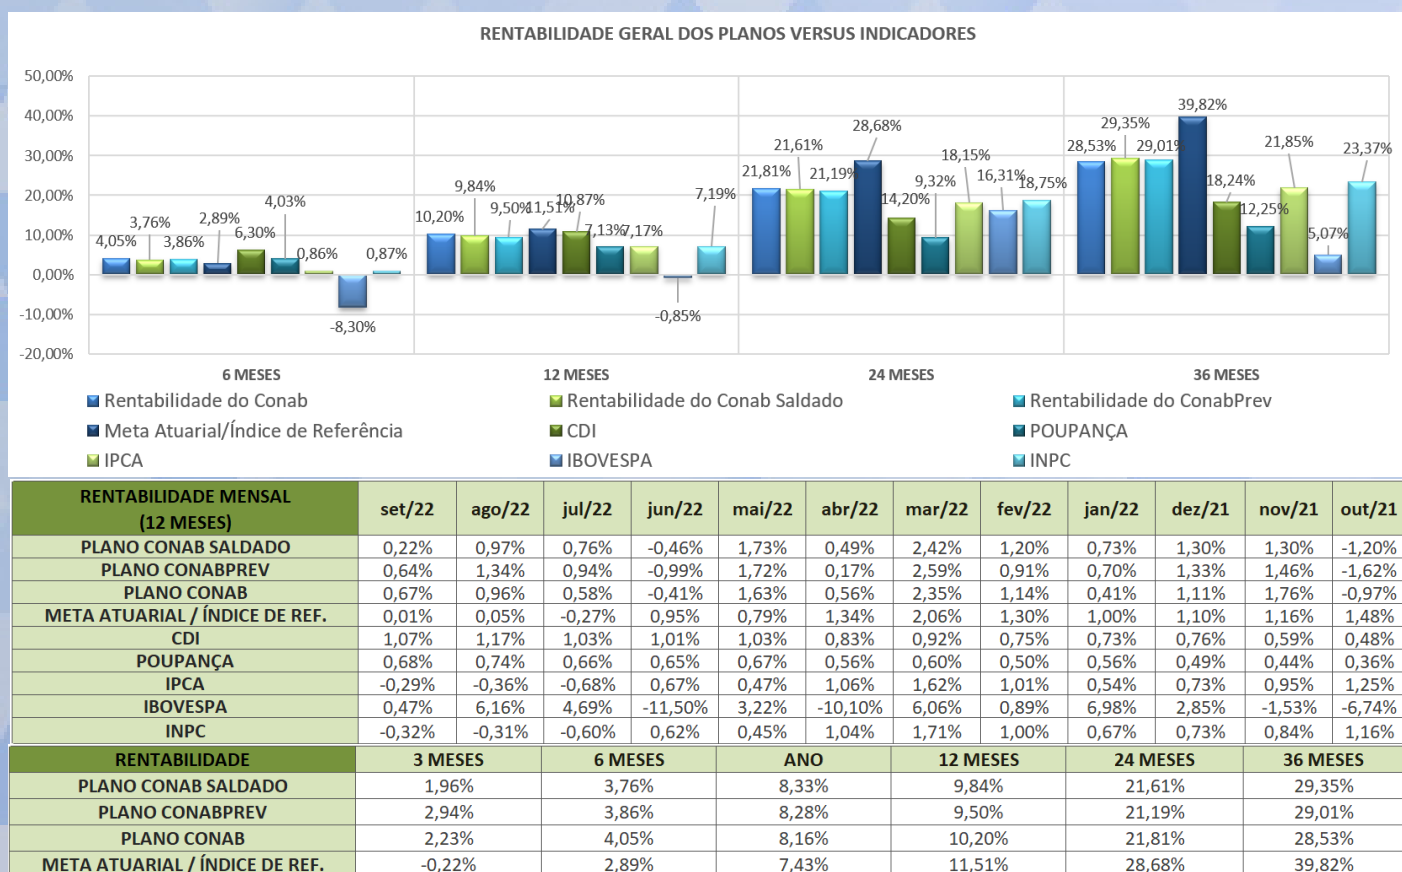 RENTABILIDADE GERAL DOS PLANOS VERSUS INDICADORES
50,00%
40,00%
30,00%
20,00%
10,00%
0,00%
-10,00%
-20,00%
4,05% 3,76% 3,86% 2,89% 6,30% 4,03% 0,86% -8,30% 0,87%
10,20% 9,84% 9,50% 11,51% 10,87% 7,13% 7,17% -0,85% 7,19%
21,81% 21,61% 21,19% 28,68% 14,20% 9,32% 18,15% 16,31% 18,75%
28,53% 29,35% 29,01% 39,82% 18,24% 12,25% 21,85% 5,07% 23,37%
6 MESES 12 MESES 24 MESES 36 MESES
Rentabilidade do Conab Rentabilidade do Conab Saldado Rentabilidade do ConabPrev
Meta Atuarial/Índice de Referência CDI POUPANÇA
IPCA IBOVESPA INPC
RENTABILIDADE MENSAL
(12 MESES) set/22 ago/22 jul/22 jun/22 mai/22 abr/22 mar/22 fev/22 jan/22 dez/21 nov/21 out/21
PLANO CONAB SALDADO 0,22% 0,97% 0,76% -0,46% 1,73% 0,49% 2,42% 1,20% 0,73% 1,30% 1,30% -1,20%
PLANO CONABPREV 0,64% 1,34% 0,94% -0,99% 1,72% 0,17% 2,59% 0,91% 0,70% 1,33% 1,46% -1,62%
PLANO CONAB 0,67% 0,96% 0,58% -0,41% 1,63% 0,56% 2,35% 1,14% 0,41% 1,11% 1,76% -0,97%
META ATUARIAL / ÍNDICE DE REF. 0,01% 0,05% -0,27% 0,95% 0,79% 1,34% 2,06% 1,30% 1,00% 1,10% 1,16% 1,48%
CDI 1,07% 1,17% 1,03% 1,01% 1,03% 0,83% 0,92% 0,75% 0,73% 0,76% 0,59% 0,48%
POUPANÇA 0,68% 0,74% 0,66% 0,65% 0,67% 0,56% 0,60% 0,50% 0,56% 0,49% 0,44% 0,36%
IPCA -0,29% -0,36% -0,68% 0,67% 0,47% 1,06% 1,62% 1,01% 0,54% 0,73% 0,95% 1,25%
IBOVESPA 0,47% 6,16% 4,69% -11,50% 3,22% -10,10% 6,06% 0,89% 6,98% 2,85% -1,53% -6,74%
INPC -0,32% -0,31% -0,60% 0,62% 0,45% 1,04% 1,71% 1,00% 0,67% 0,73% 0,84% 1,16%
RENTABILIDADE 3 MESES 6 MESES ANO 12 MESES 24 MESES 36 MESES
PLANO CONAB SALDADO 1,96% 3,76% 8,33% 9,84% 21,61% 29,35%
PLANO CONABPREV 2,94% 3,86% 8,28% 9,50% 21,19% 29,01%
PLANO CONAB 2,23% 4,05% 8,16% 10,20% 21,81% 28,53%
META ATUARIAL / ÍNDICE DE REF. -0,22% 2,89% 7,43% 11,51% 28,68% 39,82%